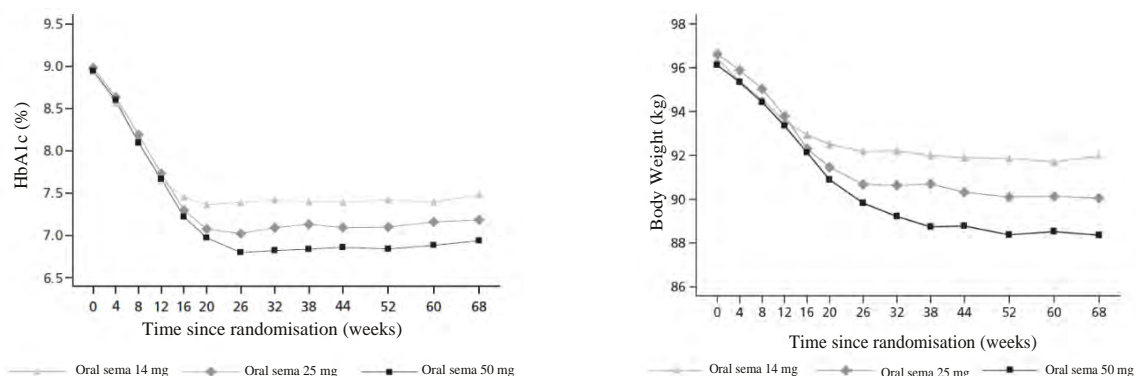 9.5
9.0
8.5
8.0
7.5
7.0
6.5
HbA1c (%)
0 4 8 12 16 20 26 32 38 44 52 60 68
Time since randomisation (weeks)
Oral sema 14 mg Oral sema 25 mg Oral sema 50 mg
98
96
94
92
90
88
86
Body Weight (kg)
0 4 8 12 16 20 26 32 38 44 52 60 68
Time since randomisation (weeks)
Oral sema 14 mg Oral sema 25 mg Oral sema 50 mg